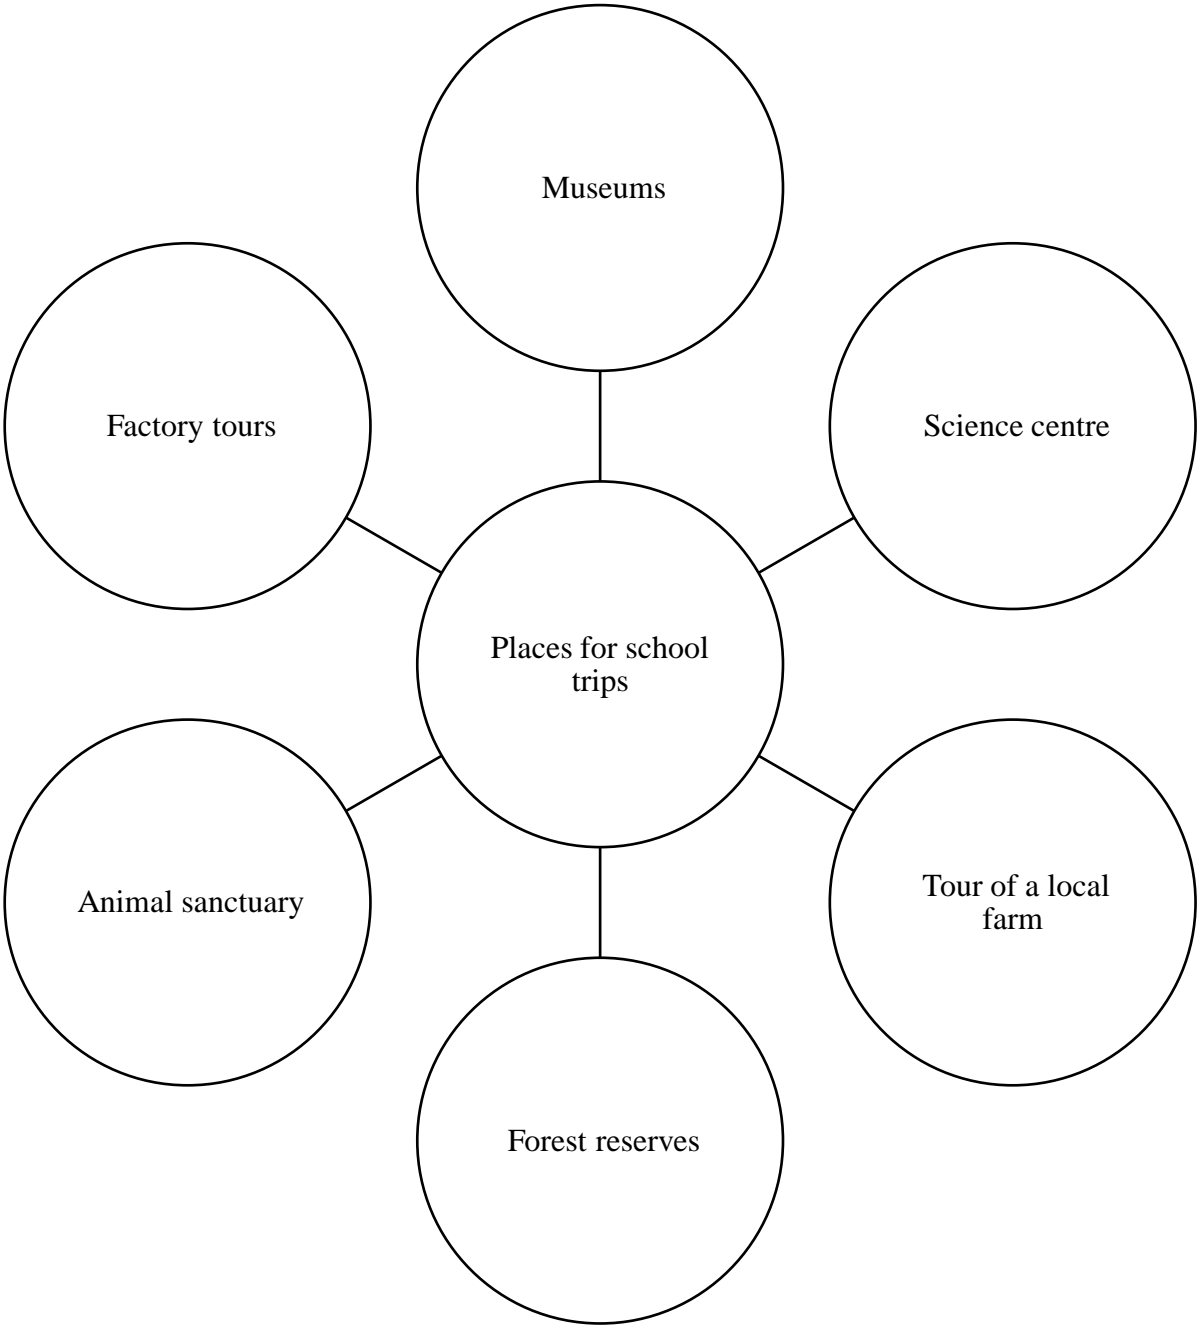 Museums
Factory tours
Science centre
Places for school
trips
Animal sanctuary
Tour of a local
farm
Forest reserves